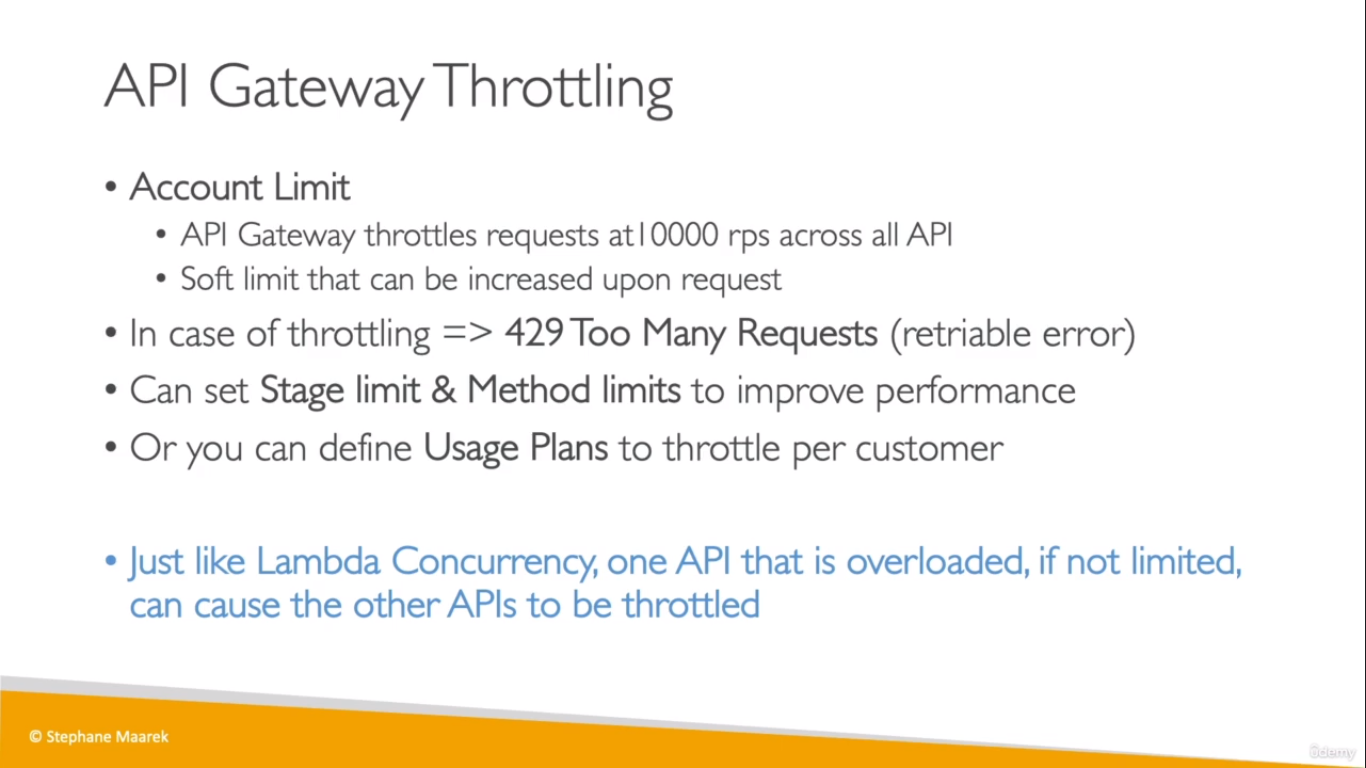 API Gateway Throttling
• Account Limit
• API Gateway throttles requests at10000 rps across all API
• Soft limit that can be increased upon request
• In case of throttling => 429 Too Many Requests (retriable error)
• Can set Stage limit & Method limits to improve performance
• Or you can define Usage Plans to throttle per customer
• Just like Lambda Concurrency, one API that is overloaded, if not limited,
can cause the other APIs to be throttled
© Stephane Maarek
ûdemy